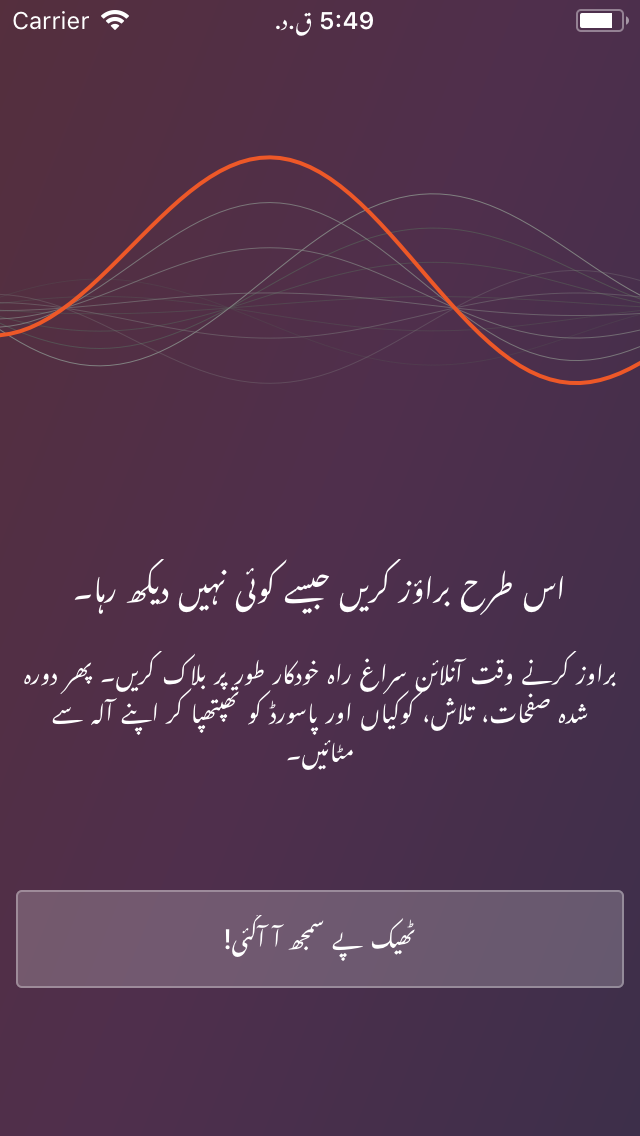 Carrier 5:49 ق.د.
اس طرح براؤز کریں جیسے کوئی نہیں دیکھ رہا۔
براوز کرنے وقت آنلائن سراغ راہ خودکار طور پر بلاک کریں۔ پھر دورہ
شدہ صفحات، تلاش، کوکیاں اور پاسورڈ کو تھپتھپا کر اپنے آلہ سے
مٹائیں۔
ٹھیک ہے سمجھ آ آگئی!